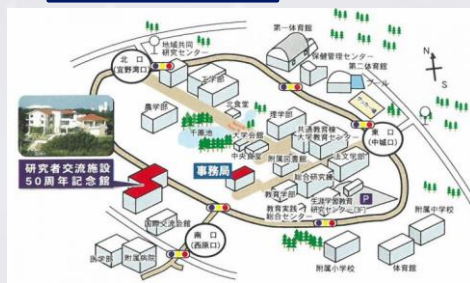 地域共同
研究センター
北口
(宜野湾口)
第一体育館
保健管理センター
第二体育館
プール
N
S
工学部
農学部
北食堂
千原池
大学会館
中央食堂
理学部
共通教育棟
大学教育センター
附属図書館
法文学部
東口
(中城口)
研究者交流施設
50周年記念館
事務局
総合研究棟
教育学部
教育実践
総合センター
生涯学習教育
研究センター
P
国際交流会館
南口
(西原口)
医学部
附属病院
附属小学校
体育館
附属中学校